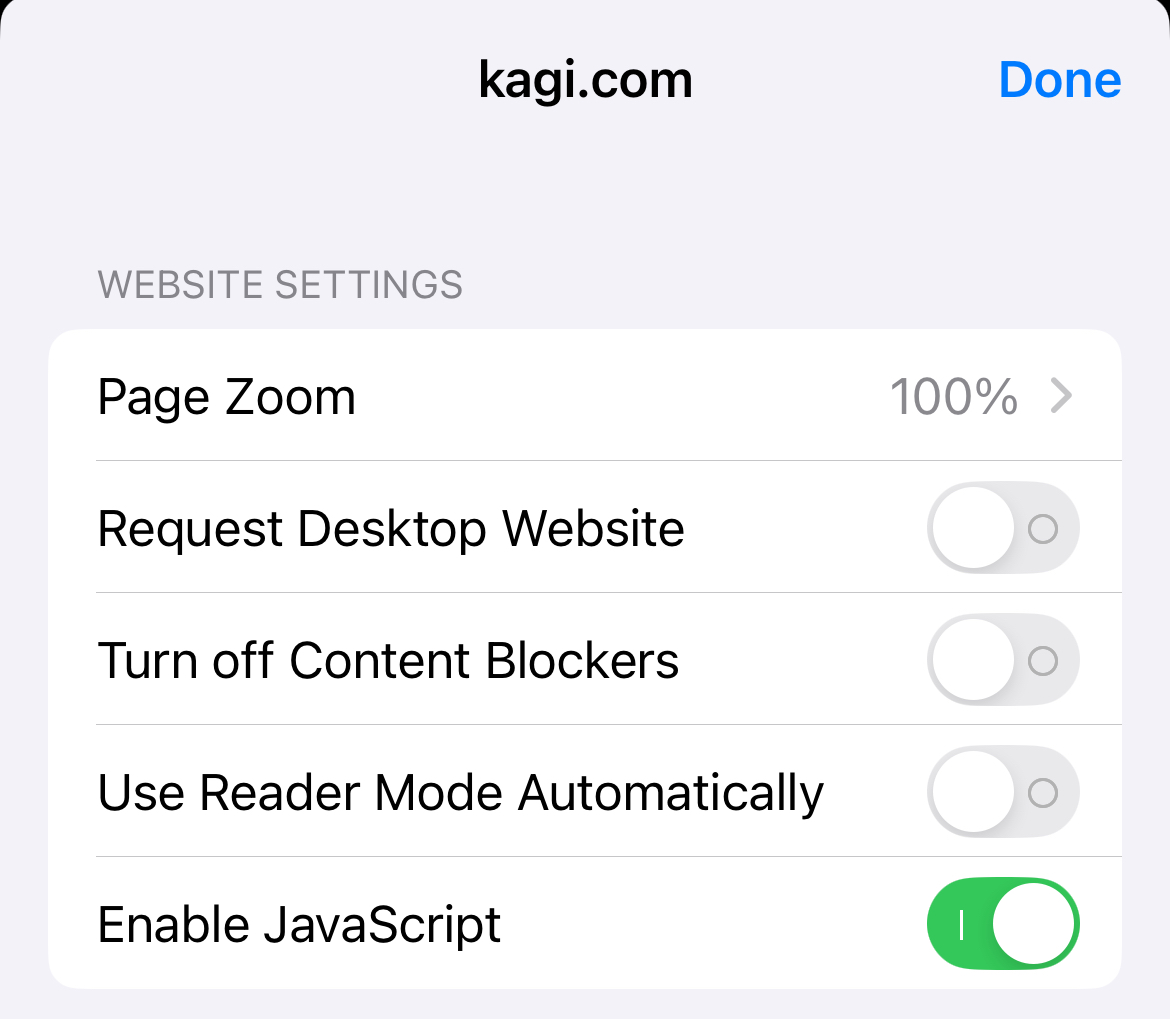 kagi.com
Done
WEBSITE SETTINGS
Page Zoom 100%
Request Desktop Website
Turn off Content Blockers
Use Reader Mode Automatically
Enable JavaScript